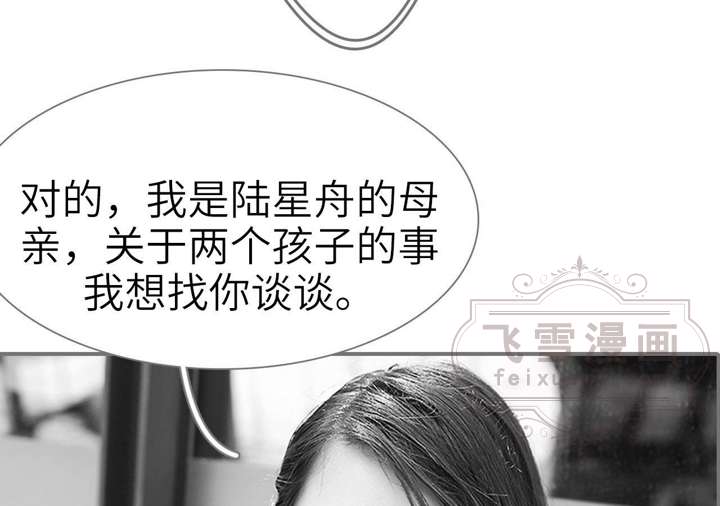 对的，我是陆星舟的母
亲，关于两个孩子的事
我想找你谈谈。
飞雪漫画
feixu